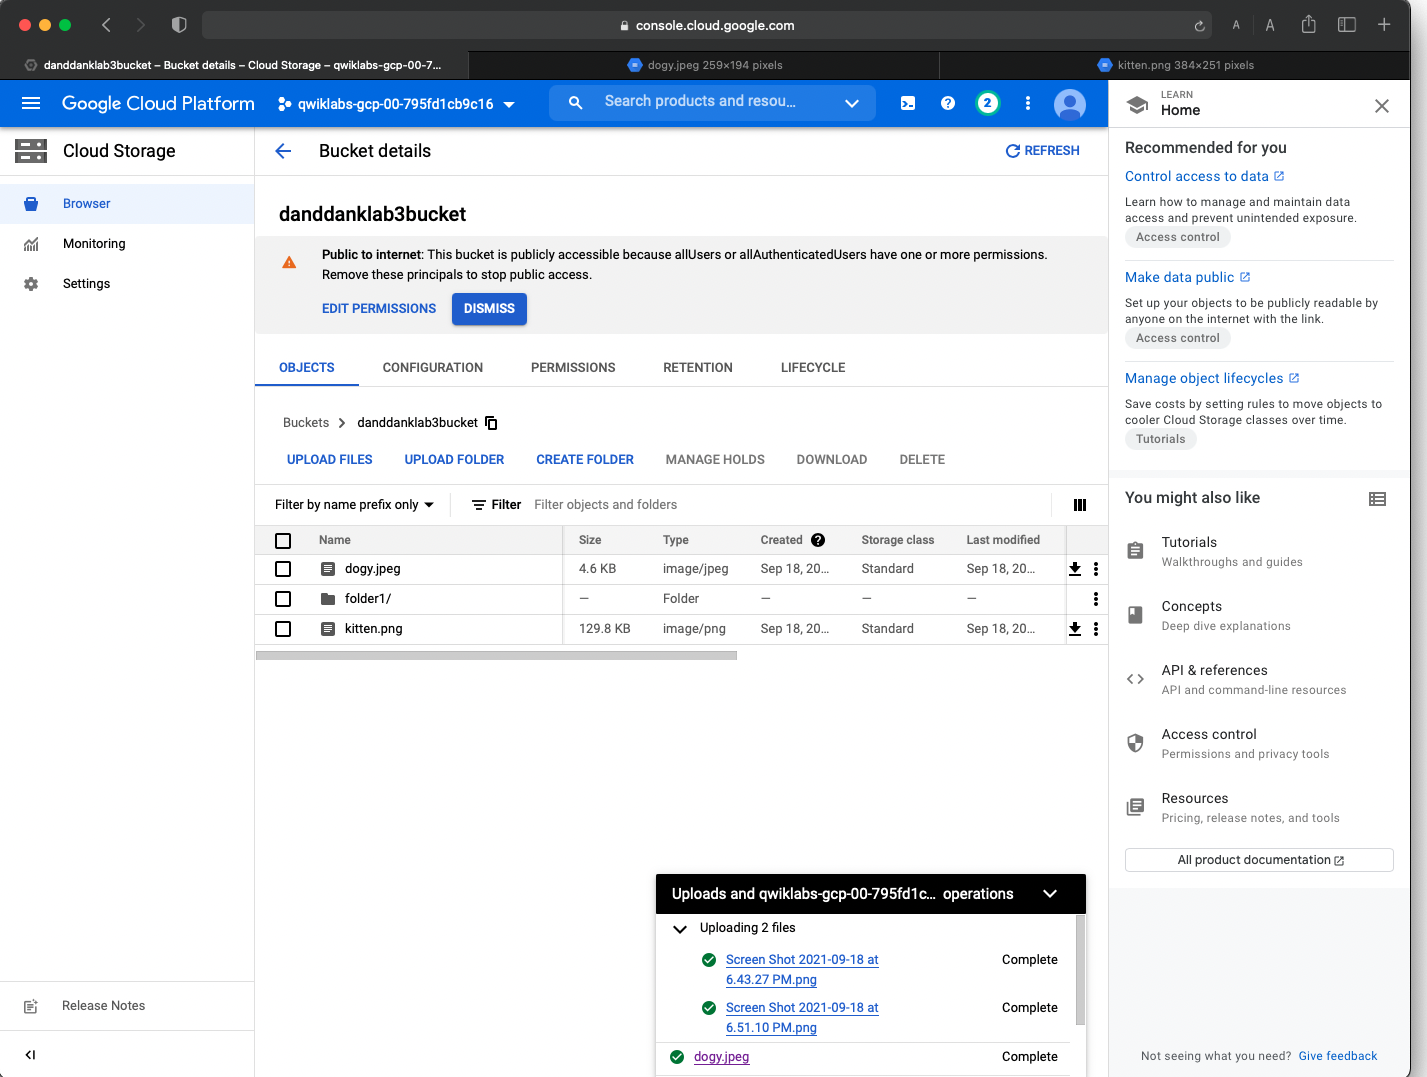 console.cloud.google.com
A
A
danddanklab3bucket – Bucket details – Cloud Storage – qwiklabs-gcp-00-7...
dogy.jpeg 259×194 pixels
kitten.png 384×251 pixels
Google Cloud Platform
qwiklabs-gcp-00-795fd1cb9c16
Search products and resou...
?
2
LEARN
Home
Cloud Storage
Bucket details
REFRESH
Browser
Monitoring
Settings
danddanklab3bucket
Public to internet: This bucket is publicly accessible because allUsers or allAuthenticatedUsers have one or more permissions.
Remove these principals to stop public access.
EDIT PERMISSIONS
DISMISS
OBJECTS
CONFIGURATION
PERMISSIONS
RETENTION
LIFECYCLE
Buckets
danddanklab3bucket
UPLOAD FILES
UPLOAD FOLDER
CREATE FOLDER
MANAGE HOLDS
DOWNLOAD
DELETE
Filter by name prefix only
Filter
Filter objects and folders
Name
Size
Type
Created
?
Storage class
Last modified
dogy.jpeg
4.6 KB
image/jpeg
Sep 18, 20...
Standard
Sep 18, 20...
folder1/
—
Folder
—
—
—
kitten.png
129.8 KB
image/png
Sep 18, 20...
Standard
Sep 18, 20...
Uploads and qwiklabs-gcp-00-795fd1c... operations
Uploading 2 files
Screen Shot 2021-09-18 at
6.43.27 PM.png
Complete
Screen Shot 2021-09-18 at
6.51.10 PM.png
Complete
dogy.jpeg
Complete
Release Notes
Recommended for you
Control access to data
Learn how to manage and maintain data
access and prevent unintended exposure.
Access control
Make data public
Set up your objects to be publicly readable by
anyone on the internet with the link.
Access control
Manage object lifecycles
Save costs by setting rules to move objects to
cooler Cloud Storage classes over time.
Tutorials
You might also like
Tutorials
Walkthroughs and guides
Concepts
Deep dive explanations
API & references
API and command-line resources
Access control
Permissions and privacy tools
Resources
Pricing, release notes, and tools
All product documentation
Not seeing what you need? Give feedback